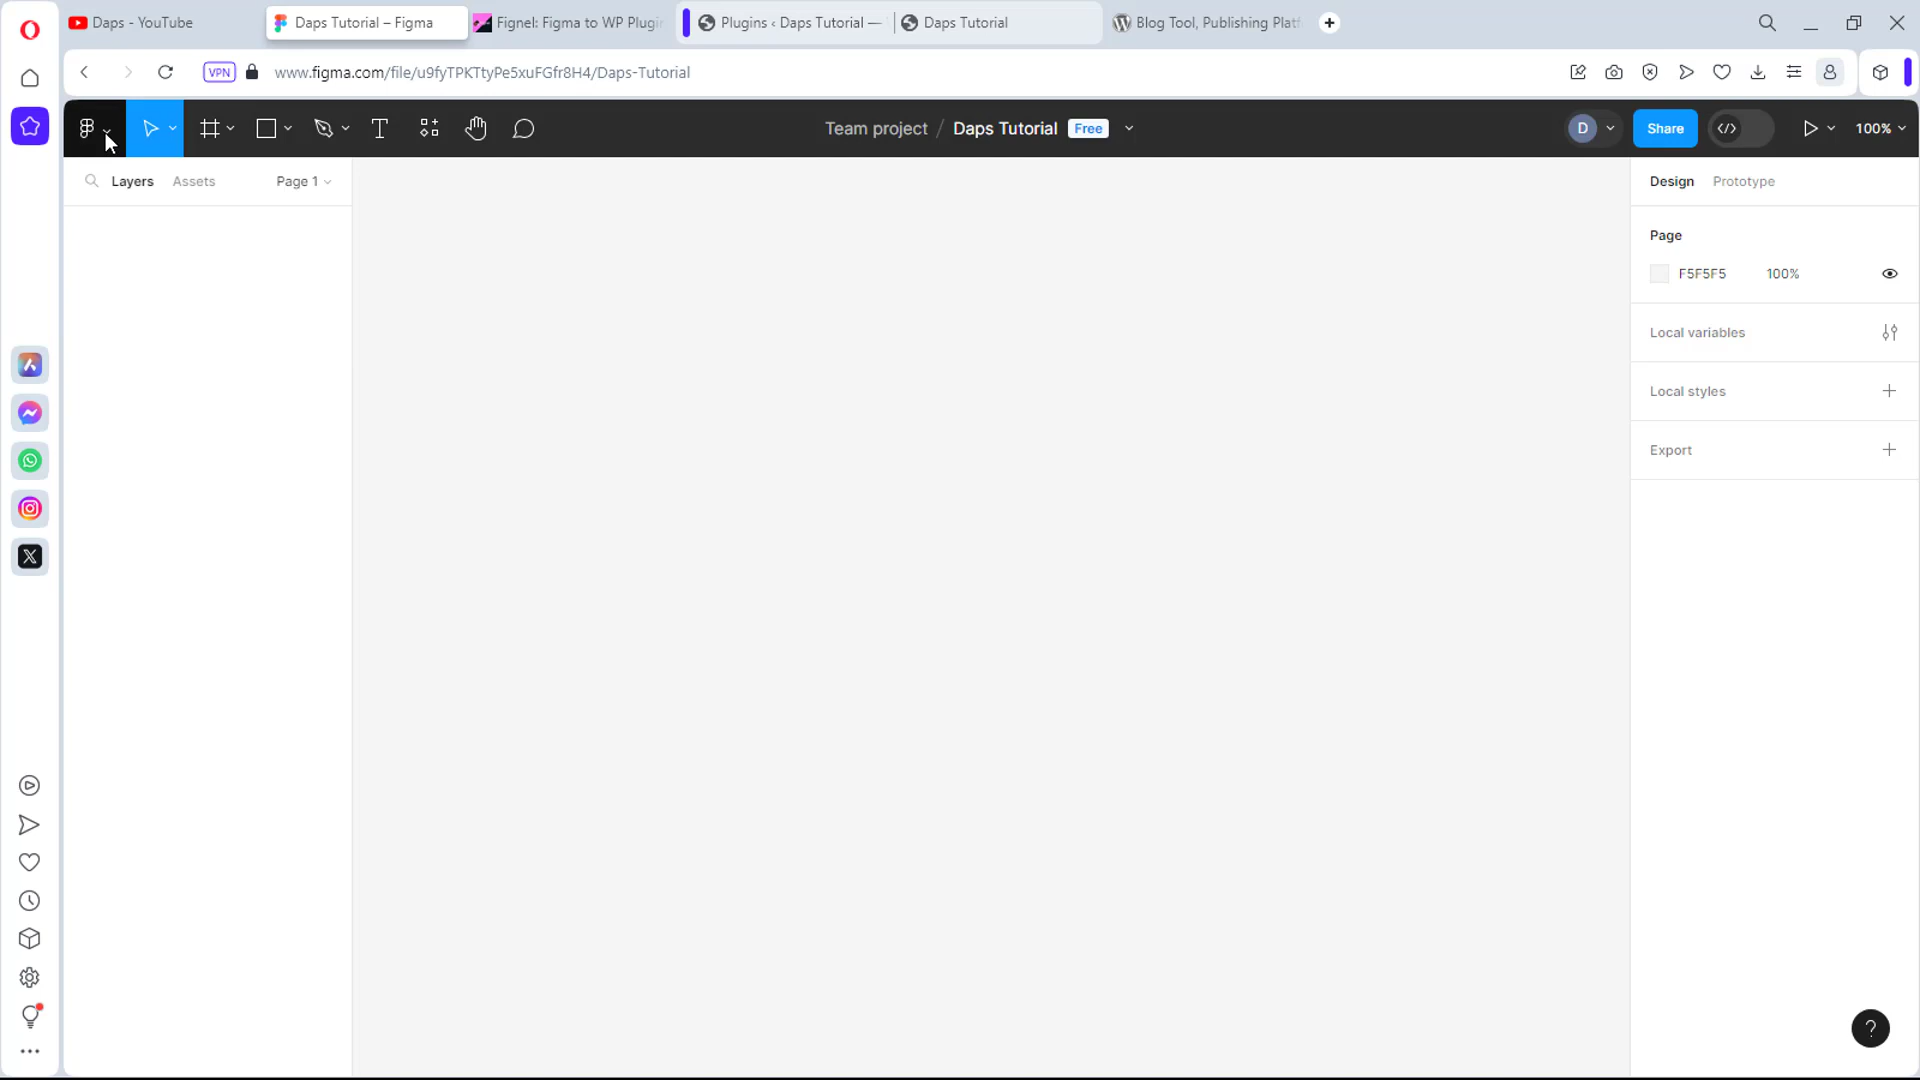 Daps - YouTube
Daps Tutorial – Figma
Fignel: Figma to WP Plugi
Plugins ‹ Daps Tutorial —
Daps Tutorial
Blog Tool, Publishing Platf
VPN
www.figma.com/file/u9fyTPKTtyPe5xuFGfr8H4/Daps-Tutorial
Team project / Daps Tutorial Free
D
Share
100%
Layers
Assets
Page 1
Design
Prototype
Page
F5F5F5
100%
Local variables
Local styles
Export
?